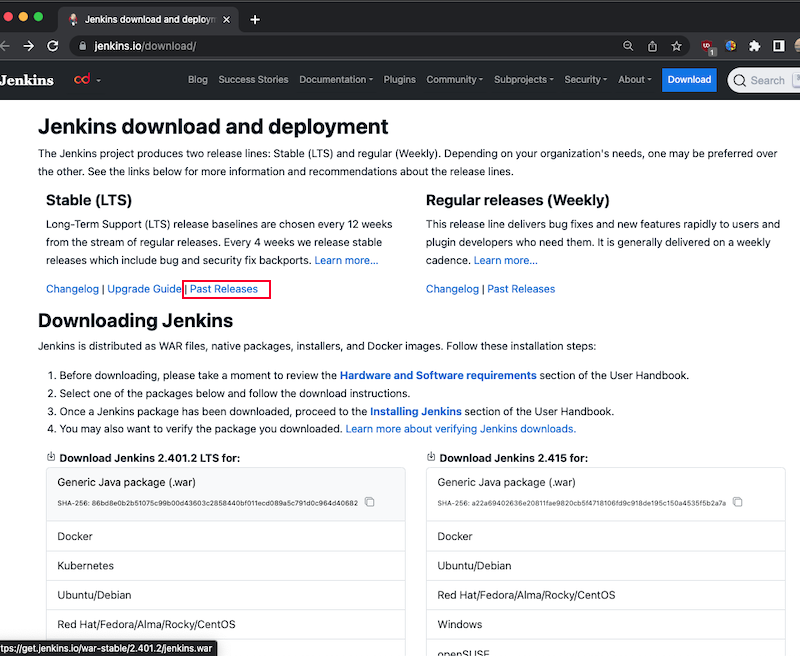 Jenkins download and deploym
jenkins.io/download/
1
Jenkins
cd
Blog Success Stories Documentation Plugins Community Subprojects Security About Download Search
Jenkins download and deployment
The Jenkins project produces two release lines: Stable (LTS) and regular (Weekly). Depending on your organization's needs, one may be preferred over
the other. See the links below for more information and recommendations about the release lines.
Stable (LTS)
Long-Term Support (LTS) release baselines are chosen every 12 weeks
from the stream of regular releases. Every 4 weeks we release stable
releases which include bug and security fix backports. Learn more...
Changelog | Upgrade Guide | Past Releases
Regular releases (Weekly)
This release line delivers bug fixes and new features rapidly to users and
plugin developers who need them. It is generally delivered on a weekly
cadence. Learn more...
Changelog | Past Releases
Downloading Jenkins
Jenkins is distributed as WAR files, native packages, installers, and Docker images. Follow these installation steps:
1. Before downloading, please take a moment to review the Hardware and Software requirements section of the User Handbook.
2. Select one of the packages below and follow the download instructions.
3. Once a Jenkins package has been downloaded, proceed to the Installing Jenkins section of the User Handbook.
4. You may also want to verify the package you downloaded. Learn more about verifying Jenkins downloads.
Download Jenkins 2.401.2 LTS for:
Generic Java package (.war)
SHA-256: 86bd8e0b2b51075c99b00d43603c2858440bf011ecd089a5c791d0c964d40682
Docker
Kubernetes
Ubuntu/Debian
Red Hat/Fedora/Alma/Rocky/CentOS
Download Jenkins 2.415 for:
Generic Java package (.war)
SHA-256: a22a69402636e20811fae9820cb5f4718106fd9c918de195c150a4535f5b2a7a
Docker
Ubuntu/Debian
Red Hat/Fedora/Alma/Rocky/CentOS
Windows
openSUSE
tps://get.jenkins.io/war-stable/2.401.2/jenkins.war